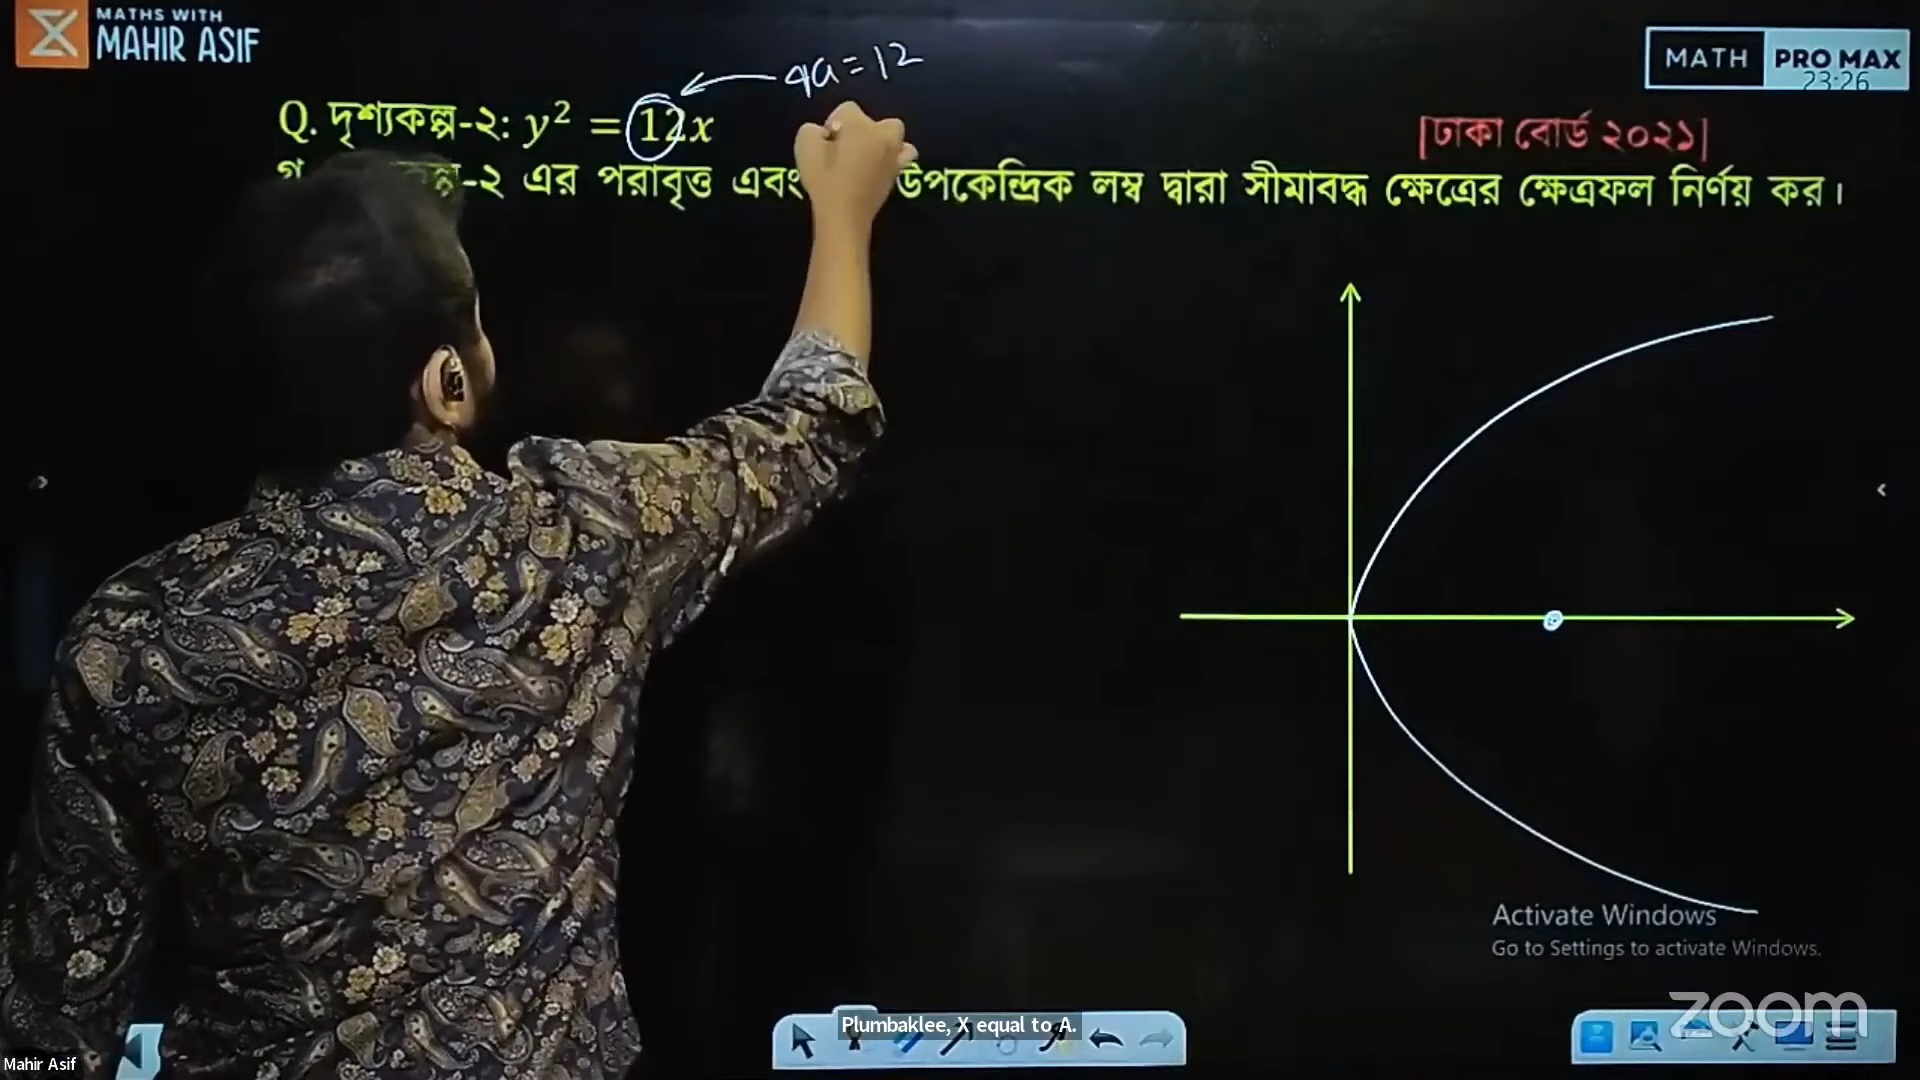 MATHS WITH
MAHIR ASIF
4a=12
MATH PRO MAX
23:26
Q. দৃশ্যকল্প-২: y² = 12x
[ঢাকা বোর্ড ২০২১]
-২ এর পরাবৃত্ত এবং উপকেন্দ্রিক লম্ব দ্বারা সীমাবদ্ধ ক্ষেত্রের ক্ষেত্রফল নির্ণয় কর।
Activate Windows
Go to Settings to activate Windows.
zoom
Plumbaklee, X equal to A.
Mahir Asif